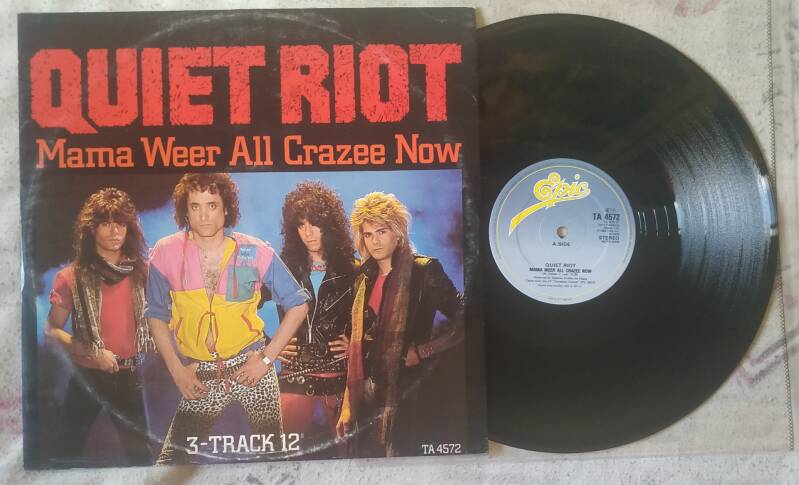 QUIET RIOT
Mama Weer All Crazee Now
3-TRACK 12"
TA 4572
Epic
TA 4572
STEREO
A SIDE
QUIET RIOT
MAMA WEER ALL CRAZEE NOW